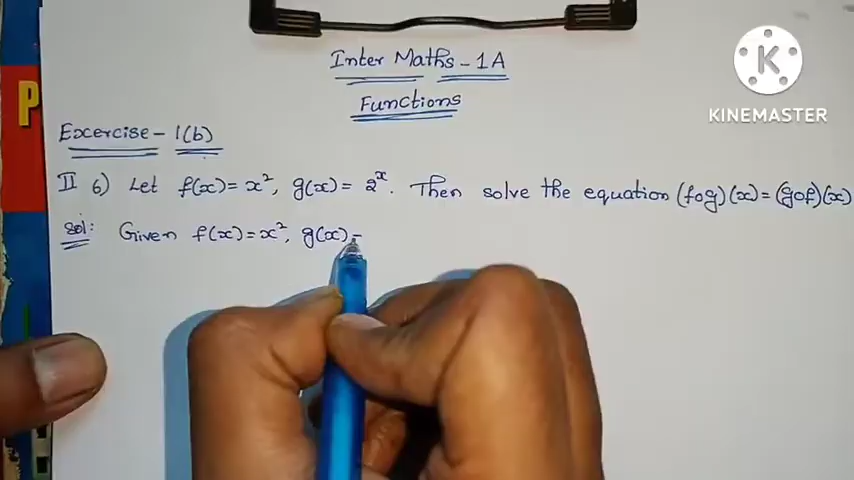 Inter Maths - 1A
Functions
KINEMASTER
P
Excercise - 1(b)
II 6) Let f(x) = x², g(x) = 2ˣ. Then solve the equation (fog)(x) = (gof)(x)
Sol: Given f(x) = x², g(x) =